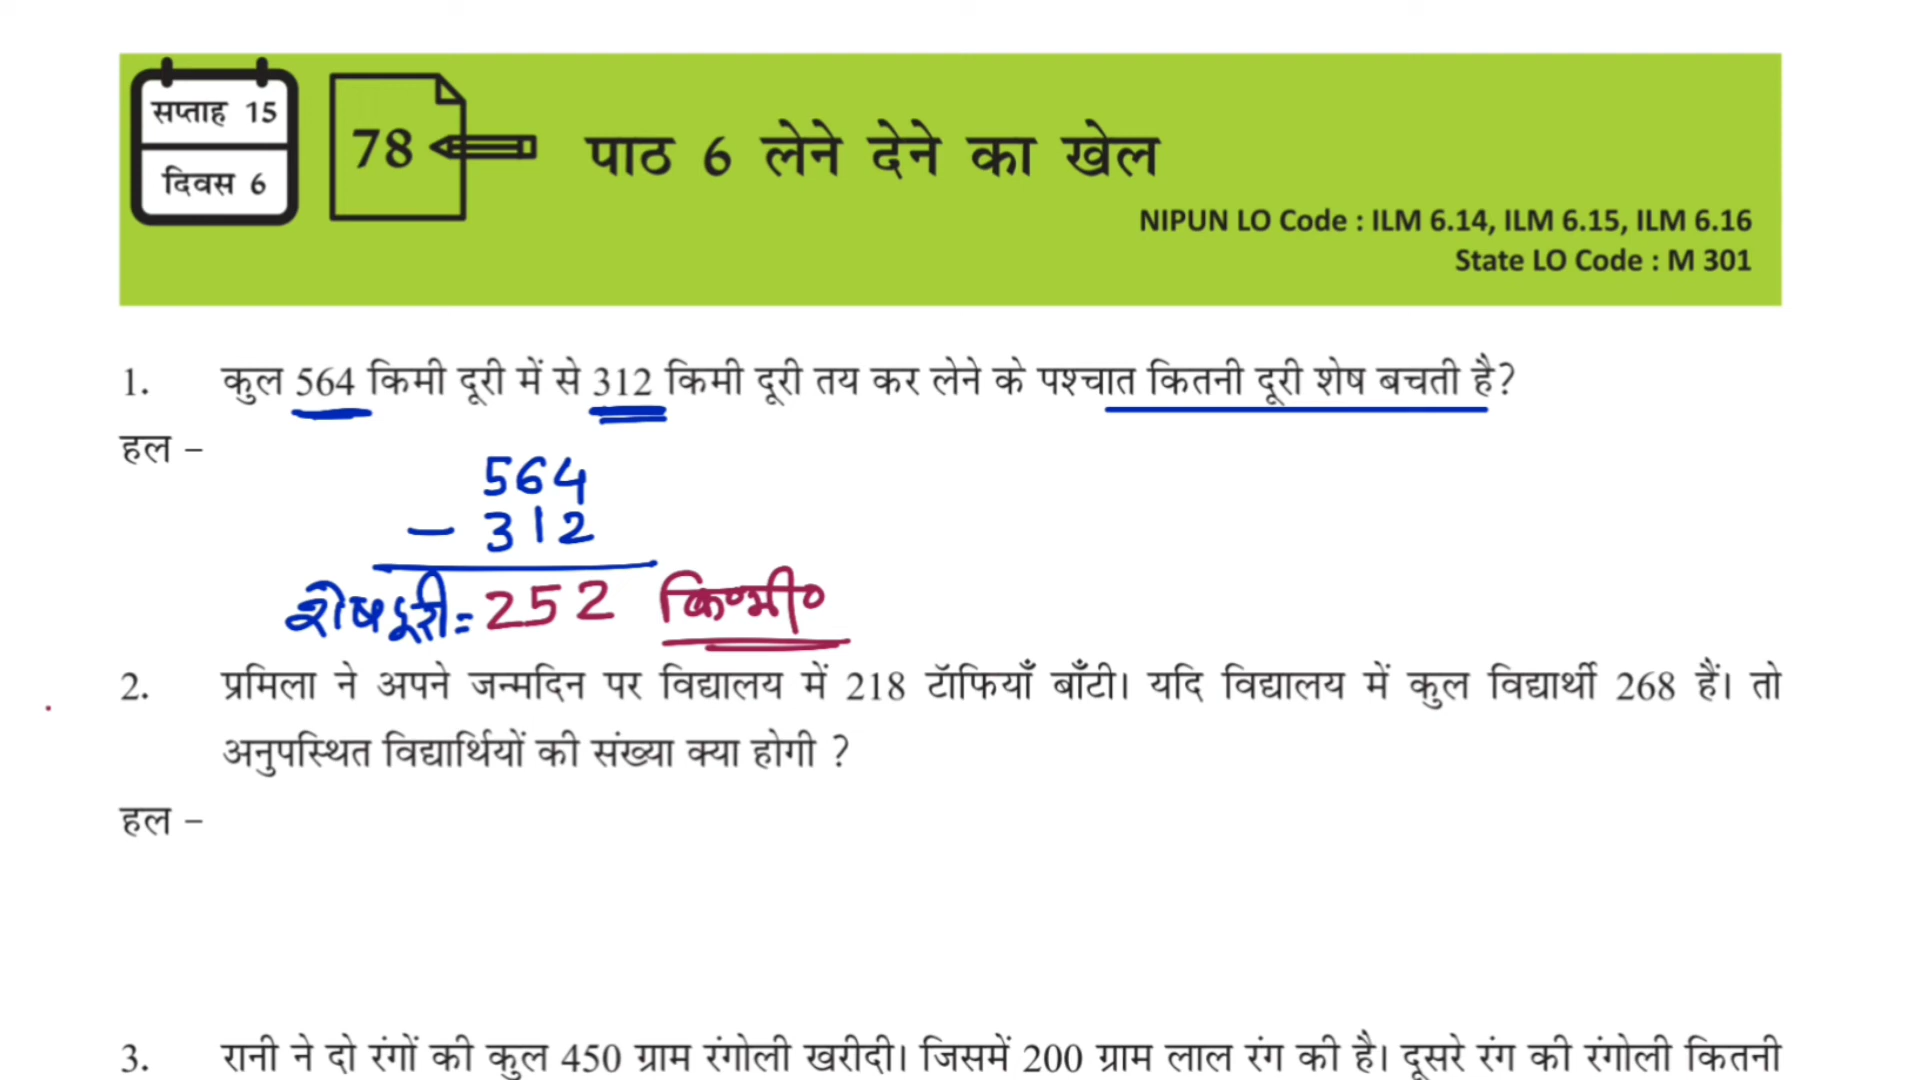 सप्ताह 15
दिवस 6
78
पाठ 6 लेने देने का खेल
NIPUN LO Code : ILM 6.14, ILM 6.15, ILM 6.16
State LO Code : M 301
1. कुल 564 किमी दूरी में से 312 किमी दूरी तय कर लेने के पश्चात कितनी दूरी शेष बचती है?
हल –
564
– 312
शेष दूरी = 252 कि०मी०
2. प्रमिला ने अपने जन्मदिन पर विद्यालय में 218 टॉफियाँ बाँटी। यदि विद्यालय में कुल विद्यार्थी 268 हैं। तो
अनुपस्थित विद्यार्थियों की संख्या क्या होगी ?
हल –
3. रानी ने दो रंगों की कुल 450 ग्राम रंगोली खरीदी। जिसमें 200 ग्राम लाल रंग की है। दूसरे रंग की रंगोली कितनी